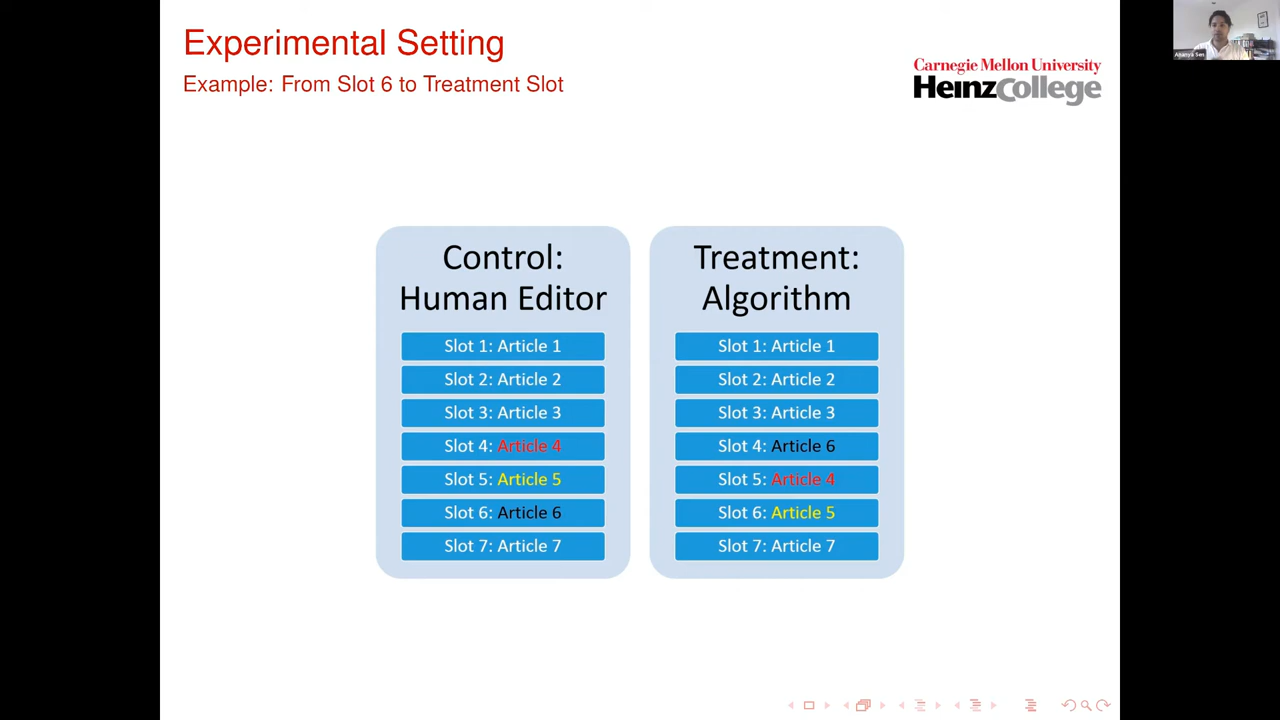 Experimental Setting
Example: From Slot 6 to Treatment Slot
Carnegie Mellon University
HeinzCollege
Ananya Sen
Control:
Human Editor
Slot 1: Article 1
Slot 2: Article 2
Slot 3: Article 3
Slot 4: Article 4
Slot 5: Article 5
Slot 6: Article 6
Slot 7: Article 7
Treatment:
Algorithm
Slot 1: Article 1
Slot 2: Article 2
Slot 3: Article 3
Slot 4: Article 6
Slot 5: Article 4
Slot 6: Article 5
Slot 7: Article 7